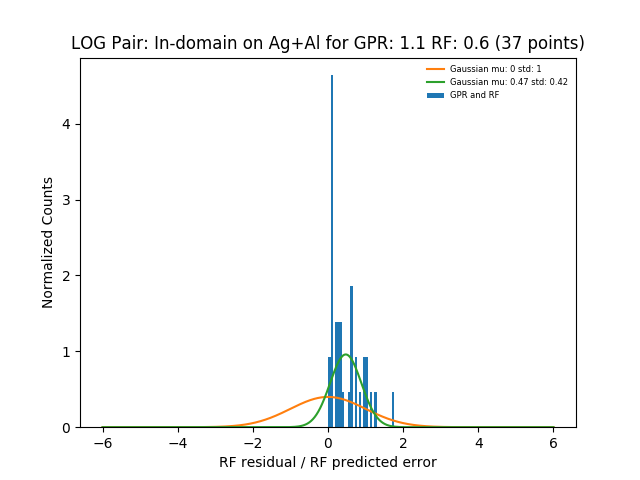 LOG Pair: In-domain on Ag+Al for GPR: 1.1 RF: 0.6 (37 points)
Gaussian mu: 0 std: 1
Gaussian mu: 0.47 std: 0.42
GPR and RF
Normalized Counts
4
3
2
1
0
−6
−4
−2
0
2
4
6
RF residual / RF predicted error